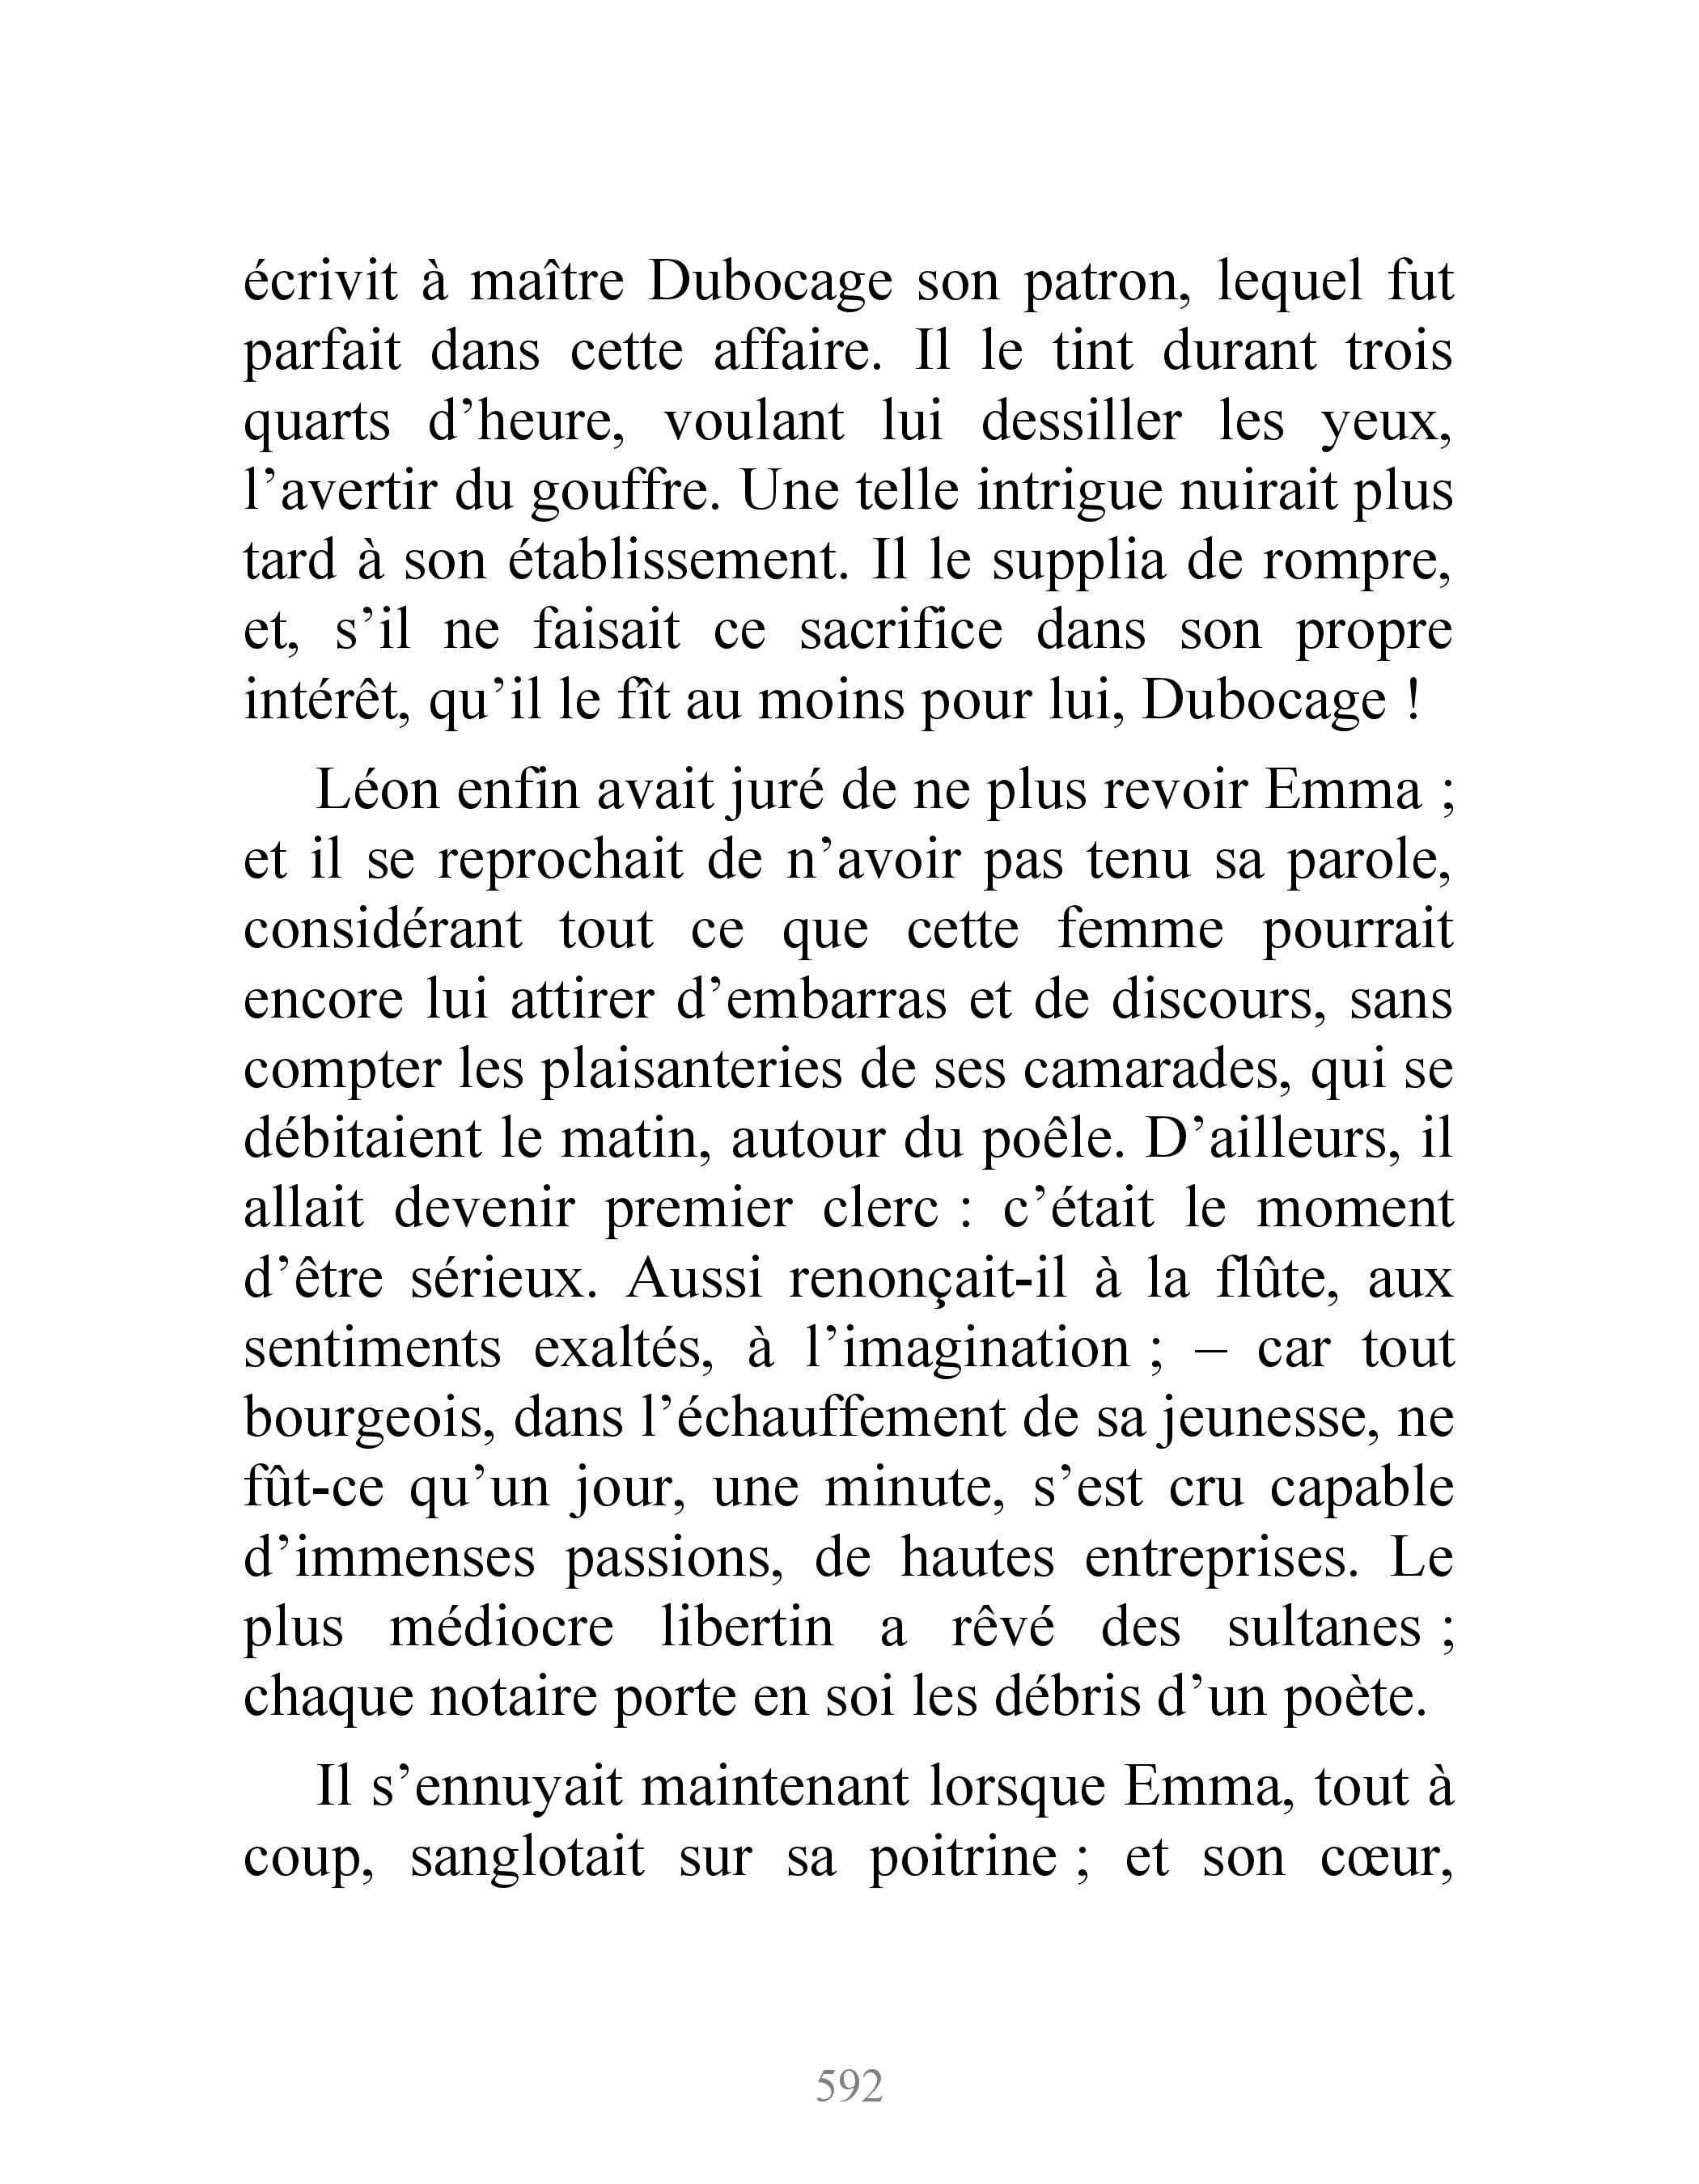 écrivit à maître Dubocage son patron, lequel fut
parfait dans cette affaire. Il le tint durant trois
quarts d’heure, voulant lui dessiller les yeux,
l’avertir du gouffre. Une telle intrigue nuirait plus
tard à son établissement. Il le supplia de rompre,
et, s’il ne faisait ce sacrifice dans son propre
intérêt, qu’il le fît au moins pour lui, Dubocage !
Léon enfin avait juré de ne plus revoir Emma ;
et il se reprochait de n’avoir pas tenu sa parole,
considérant tout ce que cette femme pourrait
encore lui attirer d’embarras et de discours, sans
compter les plaisanteries de ses camarades, qui se
débitaient le matin, autour du poêle. D’ailleurs, il
allait devenir premier clerc : c’était le moment
d’être sérieux. Aussi renonçait-il à la flûte, aux
sentiments exaltés, à l’imagination ; – car tout
bourgeois, dans l’échauffement de sa jeunesse, ne
fût-ce qu’un jour, une minute, s’est cru capable
d’immenses passions, de hautes entreprises. Le
plus médiocre libertin a rêvé des sultanes ;
chaque notaire porte en soi les débris d’un poète.
Il s’ennuyait maintenant lorsque Emma, tout à
coup, sanglotait sur sa poitrine ; et son cœur,
592